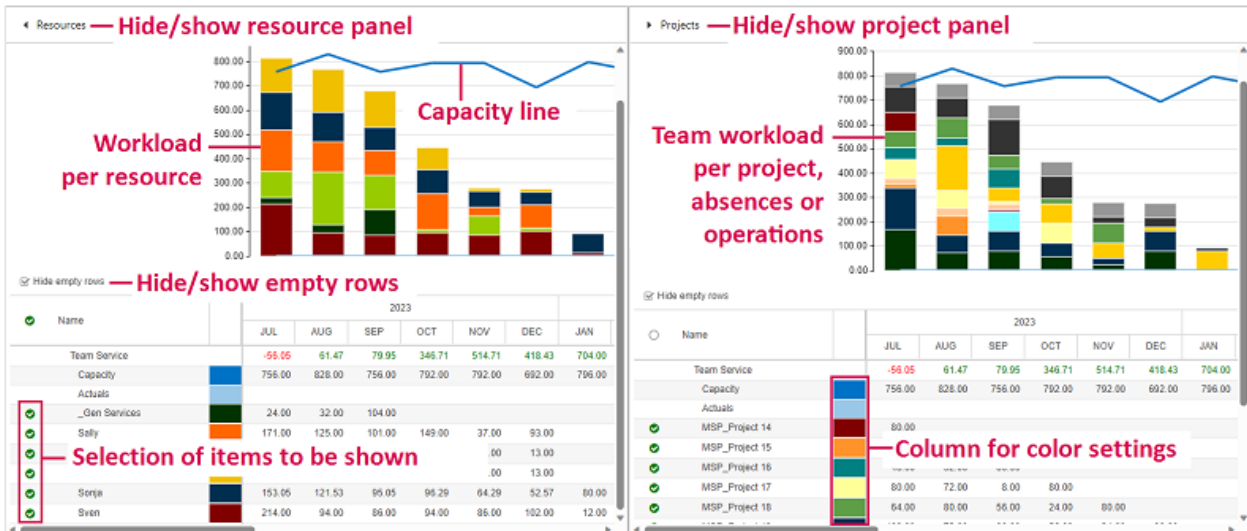 Resources
Hide/show resource panel
800.00
700.00
600.00
500.00
400.00
300.00
200.00
100.00
0.00
Capacity line
Workload
per resource
Hide empty rows
Hide/show empty rows
Name
2023
JUL AUG SEP OCT NOV DEC JAN
Team Service -56.05 61.47 79.95 346.71 514.71 418.43 704.00
Capacity 756.00 828.00 756.00 792.00 792.00 692.00 796.00
Actuals
_Gen Services 24.00 32.00 104.00
Sally 171.00 125.00 101.00 149.00 37.00 93.00
.00 13.00
Selection of items to be shown
.00 13.00
Sonja 153.05 121.53 95.05 96.29 64.29 52.57 80.00
Sven 214.00 94.00 86.00 94.00 86.00 102.00 12.00
Projects
Hide/show project panel
900.00
800.00
700.00
600.00
500.00
400.00
300.00
200.00
100.00
0.00
Team workload
per project,
absences or
operations
Hide empty rows
Name
2023
JUL AUG SEP OCT NOV DEC JAN
Team Service -56.05 61.47 79.95 346.71 514.71 418.43 704.00
Capacity 756.00 828.00 756.00 792.00 792.00 692.00 796.00
Actuals
MSP_Project 14 80.00
MSP_Project 15
Column for color settings
MSP_Project 16
MSP_Project 17 80.00 72.00 8.00 80.00
MSP_Project 18 64.00 80.00 56.00 24.00 80.00